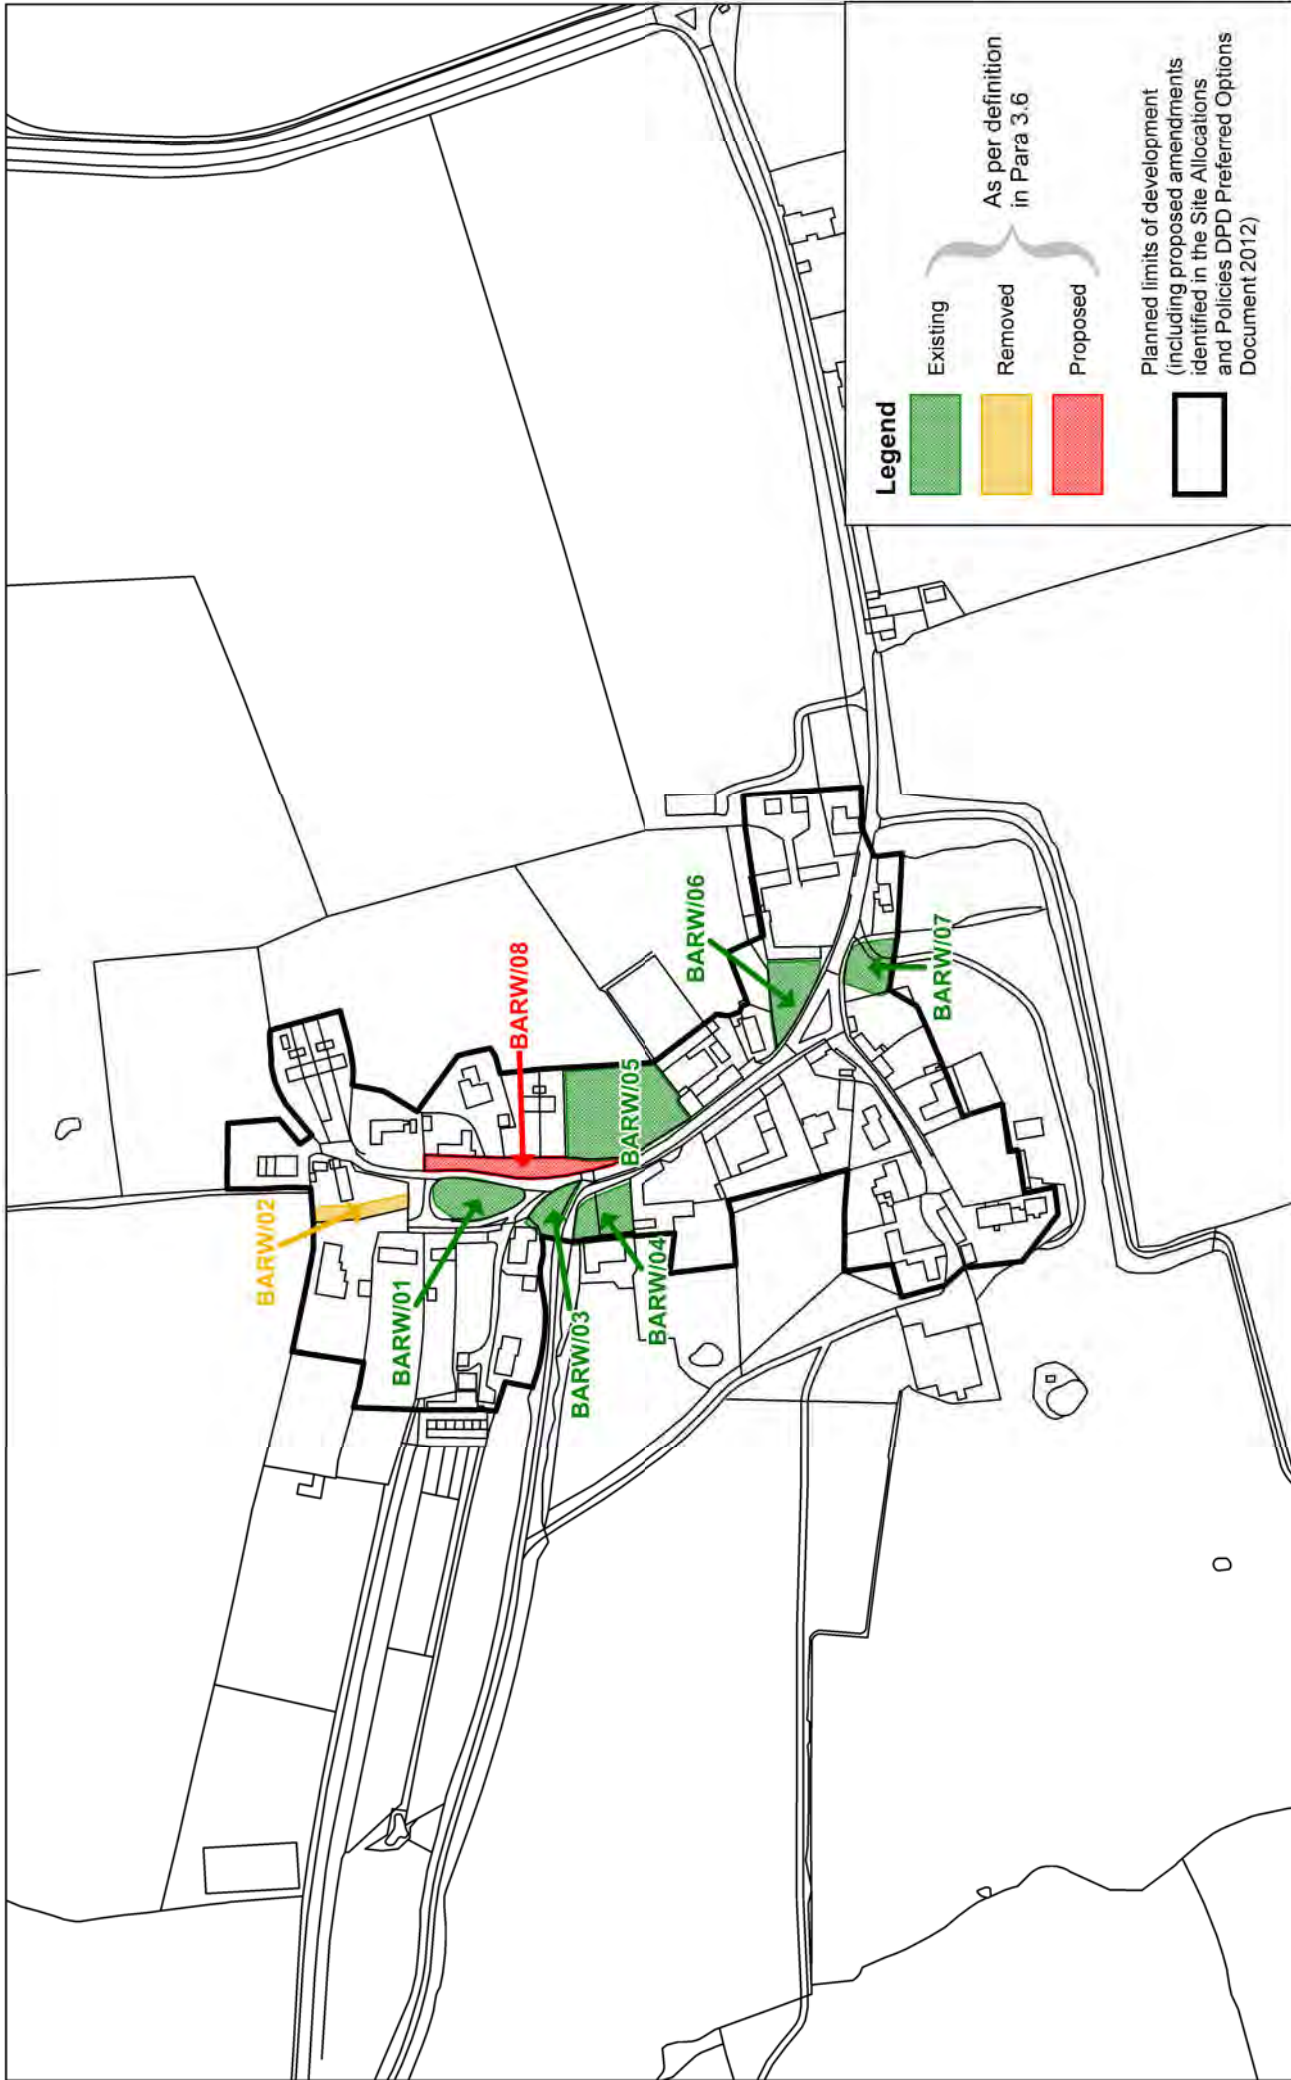 BARW/02
BARW/01
BARW/03
BARW/04
BARW/08
BARW/05
BARW/06
BARW/07
Legend
Existing
Removed
Proposed
As per definition
in Para 3.6
Planned limits of development
(including proposed amendments
identified in the Site Allocations
and Policies DPD Preferred Options
Document 2012)